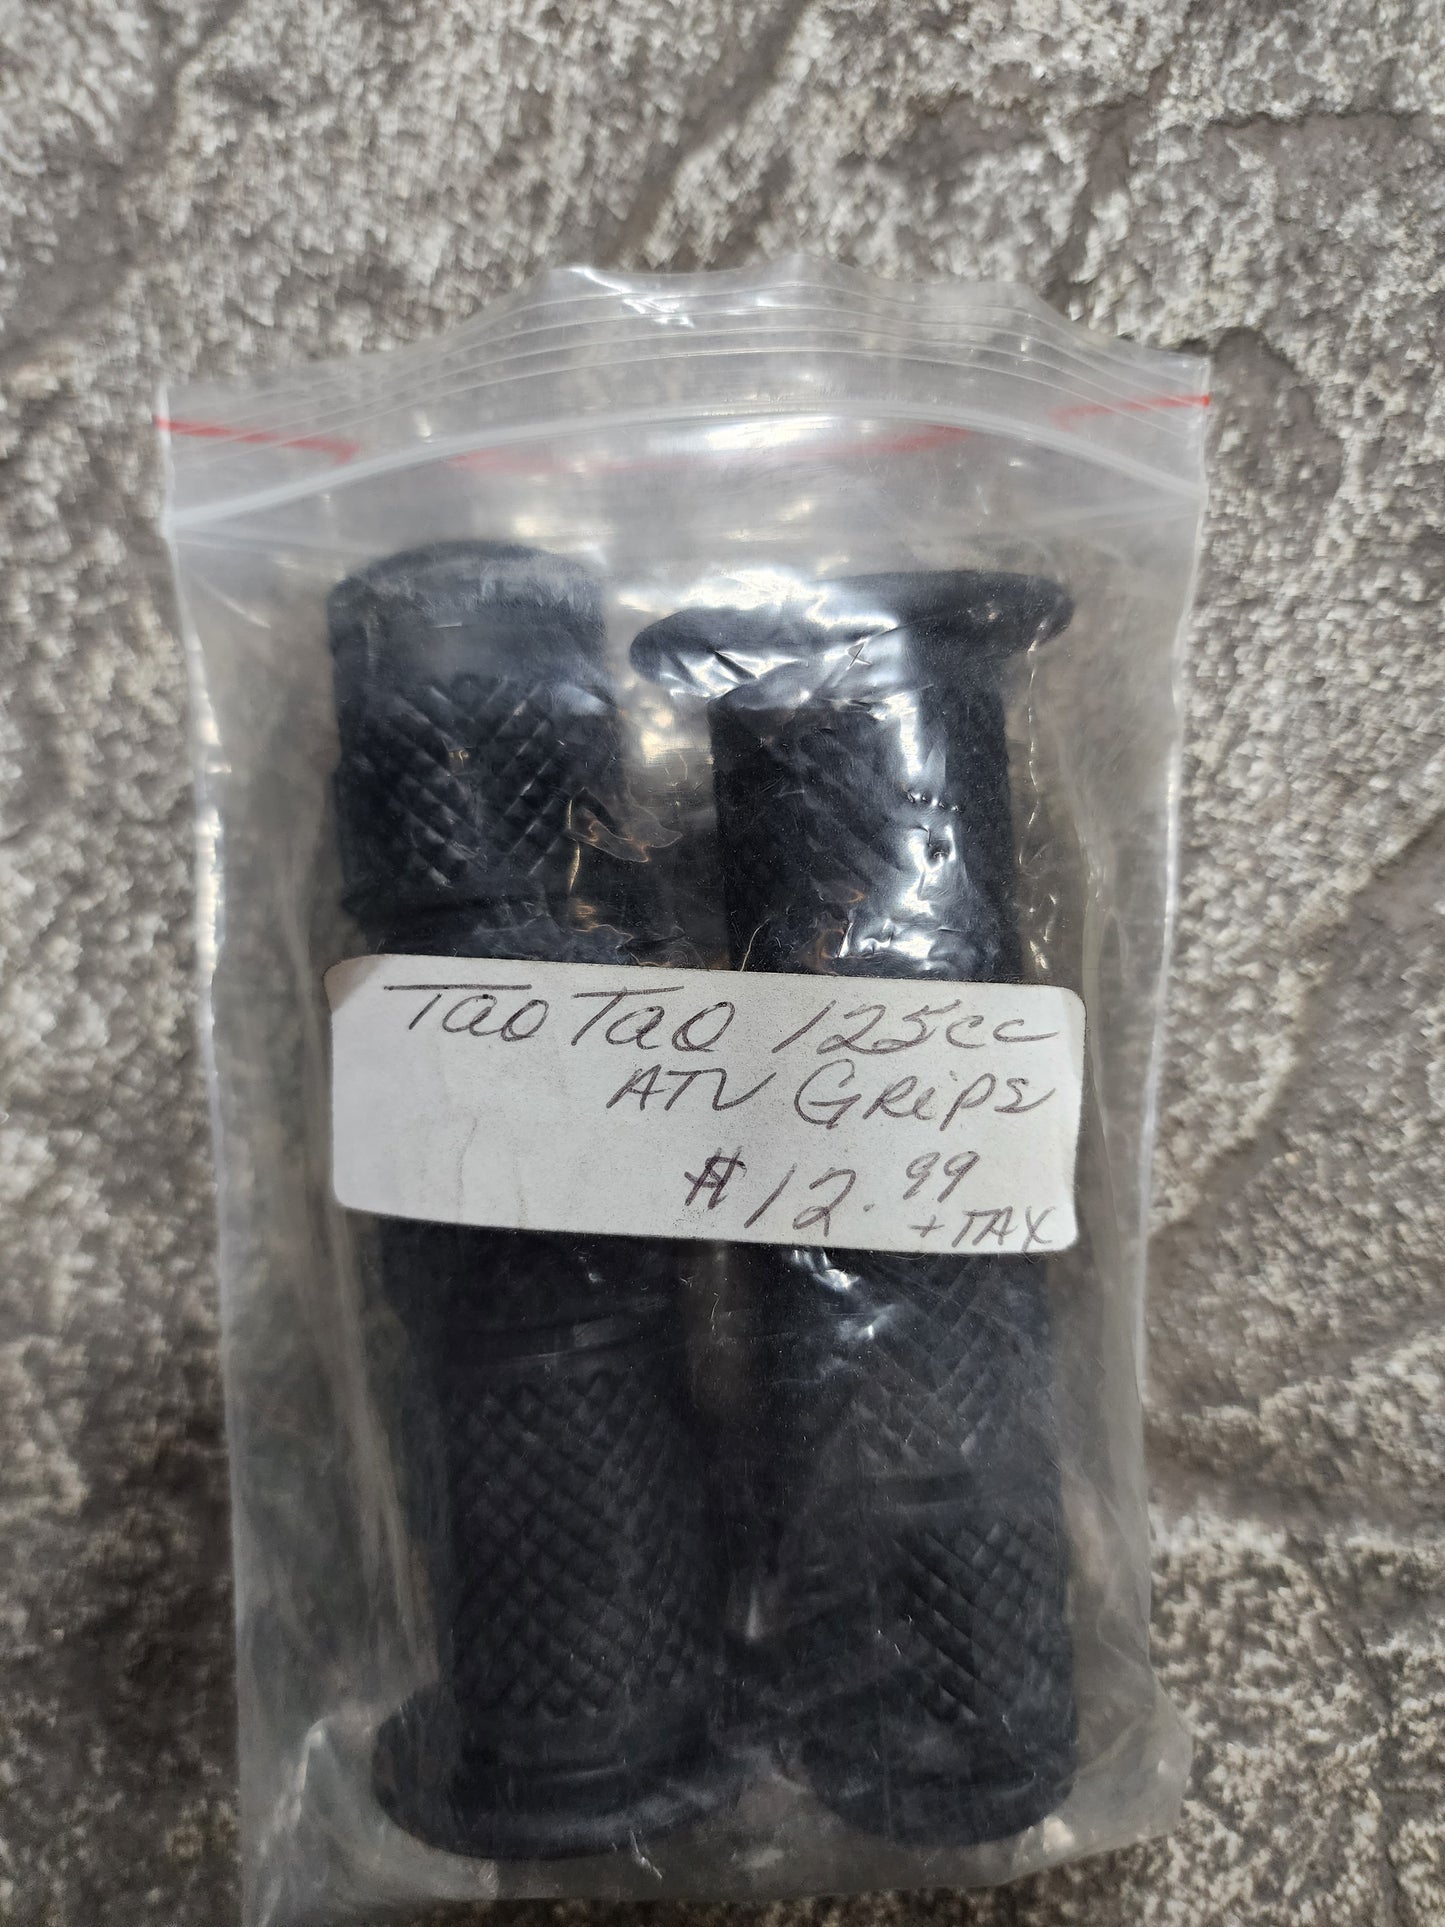 TaoTao 125cc
ATV GRiPS
$12.99
+ TAX